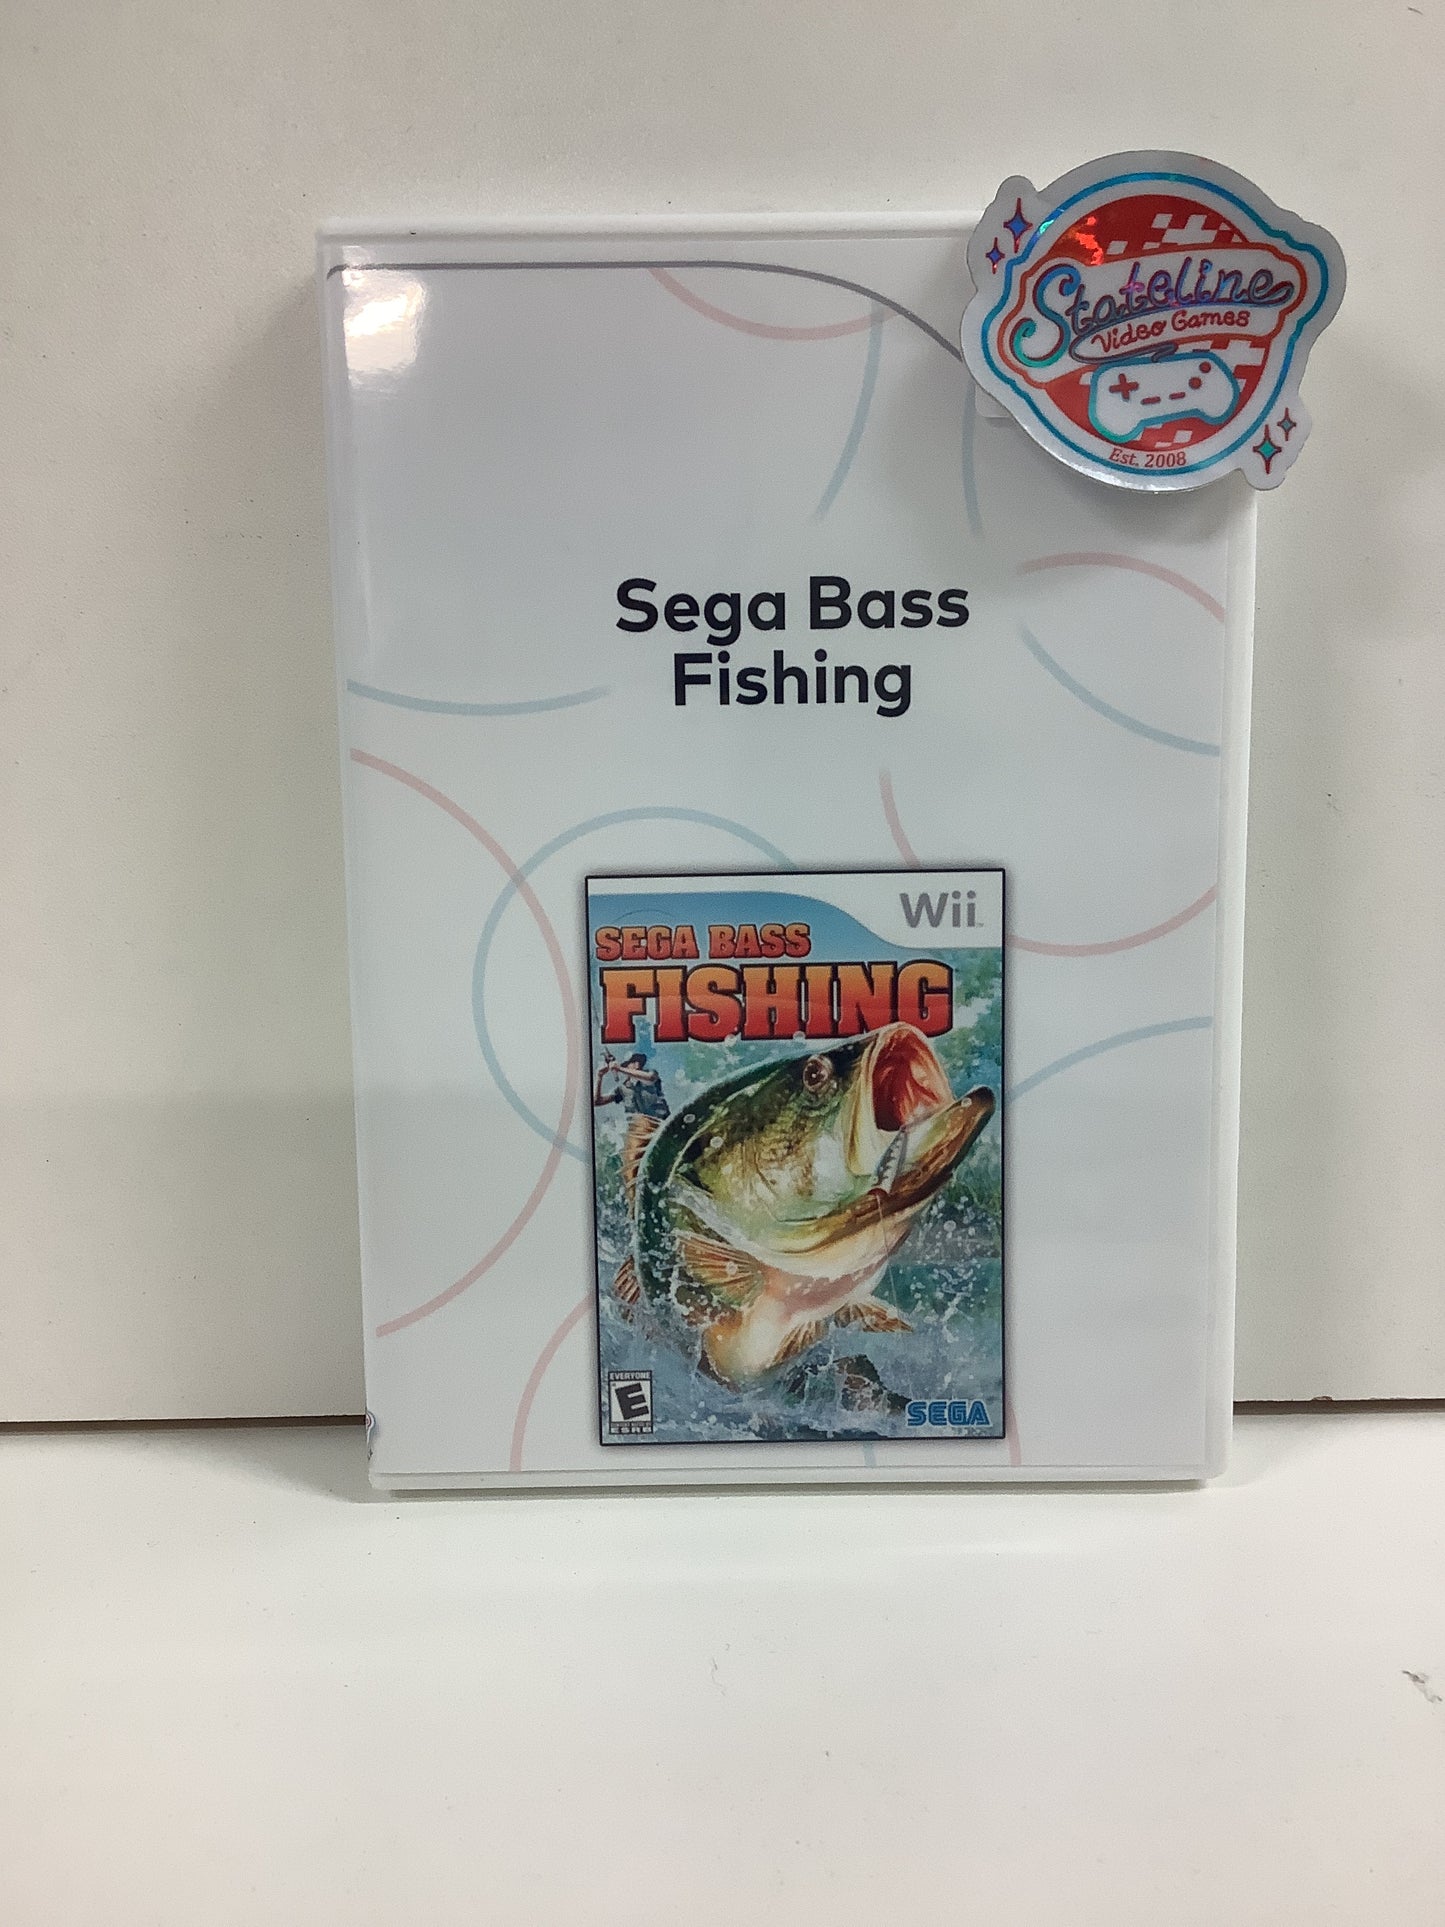 Stateline
Video Games
Est. 2008
Sega Bass
Fishing
Wii
SEGA BASS
FISHING
EVERYONE
E
ESRB
SEGA